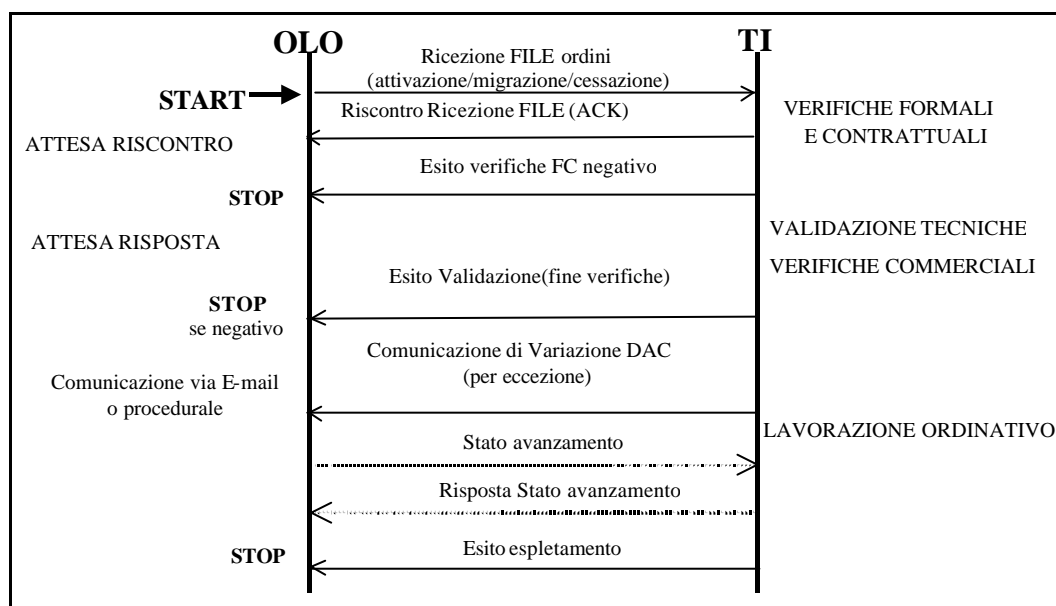 OLO
TI
Ricezione FILE ordini
(attivazione/migrazione/cessazione)
START
Riscontro Ricezione FILE (ACK)
VERIFICHE FORMALI
E CONTRATTUALI
ATTESA RISCONTRO
Esito verifiche FC negativo
STOP
ATTESA RISPOSTA
VALIDAZIONE TECNICHE
VERIFICHE COMMERCIALI
Esito Validazione(fine verifiche)
STOP
se negativo
Comunicazione di Variazione DAC
(per eccezione)
Comunicazione via E-mail
o procedurale
LAVORAZIONE ORDINATIVO
Stato avanzamento
Risposta Stato avanzamento
STOP
Esito espletamento